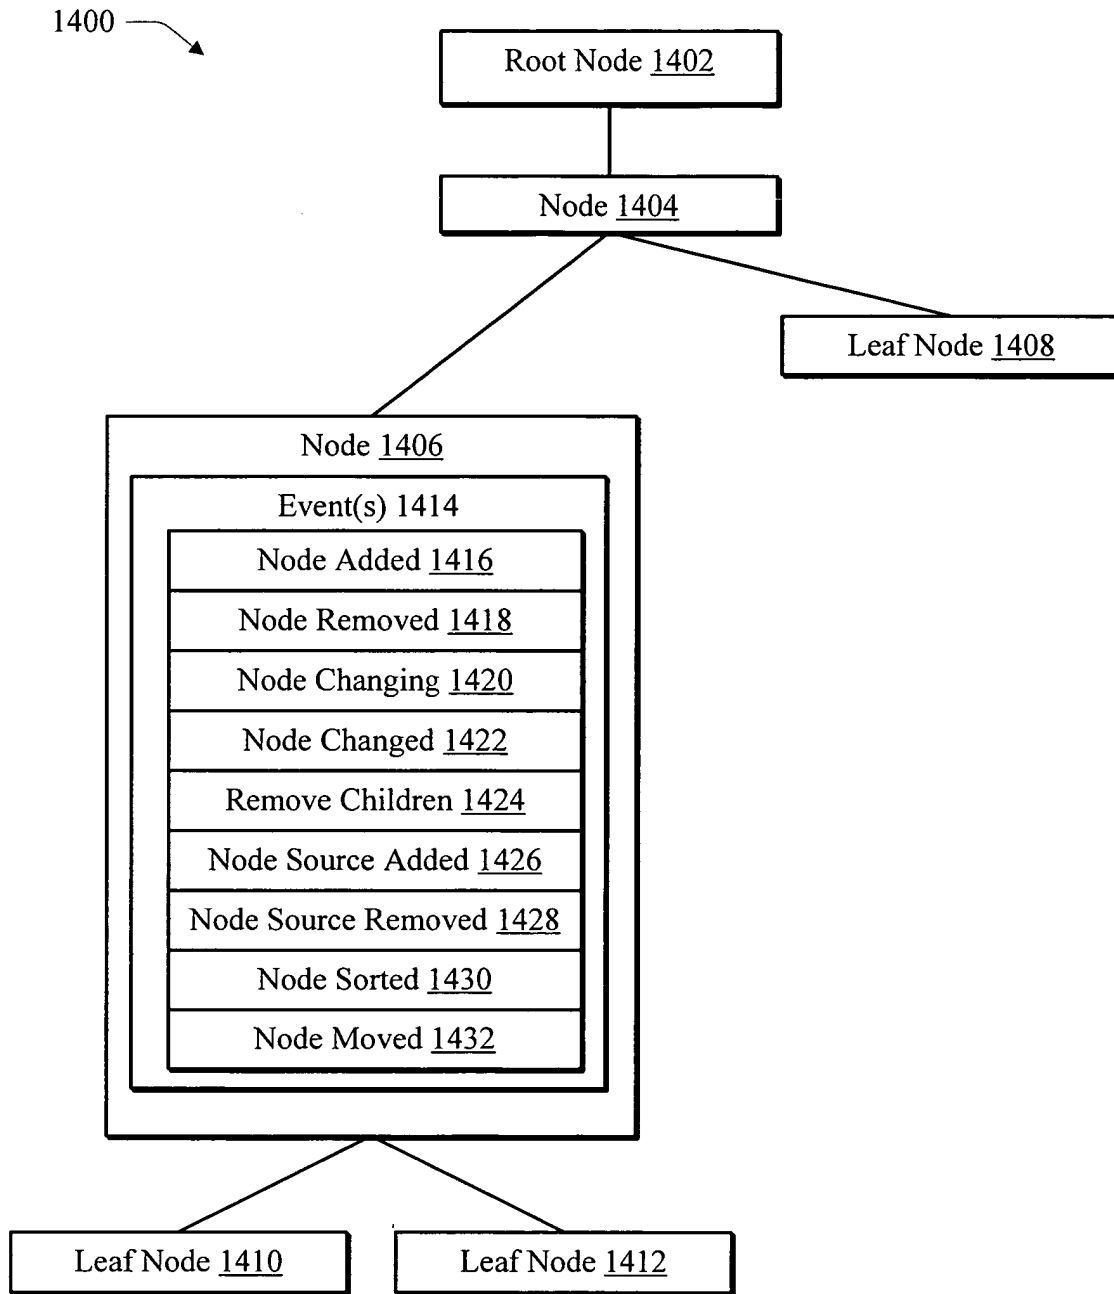 1400
Root Node 1402
Node 1404
Leaf Node 1408
Node 1406
Event(s) 1414
Node Added 1416
Node Removed 1418
Node Changing 1420
Node Changed 1422
Remove Children 1424
Node Source Added 1426
Node Source Removed 1428
Node Sorted 1430
Node Moved 1432
Leaf Node 1410
Leaf Node 1412